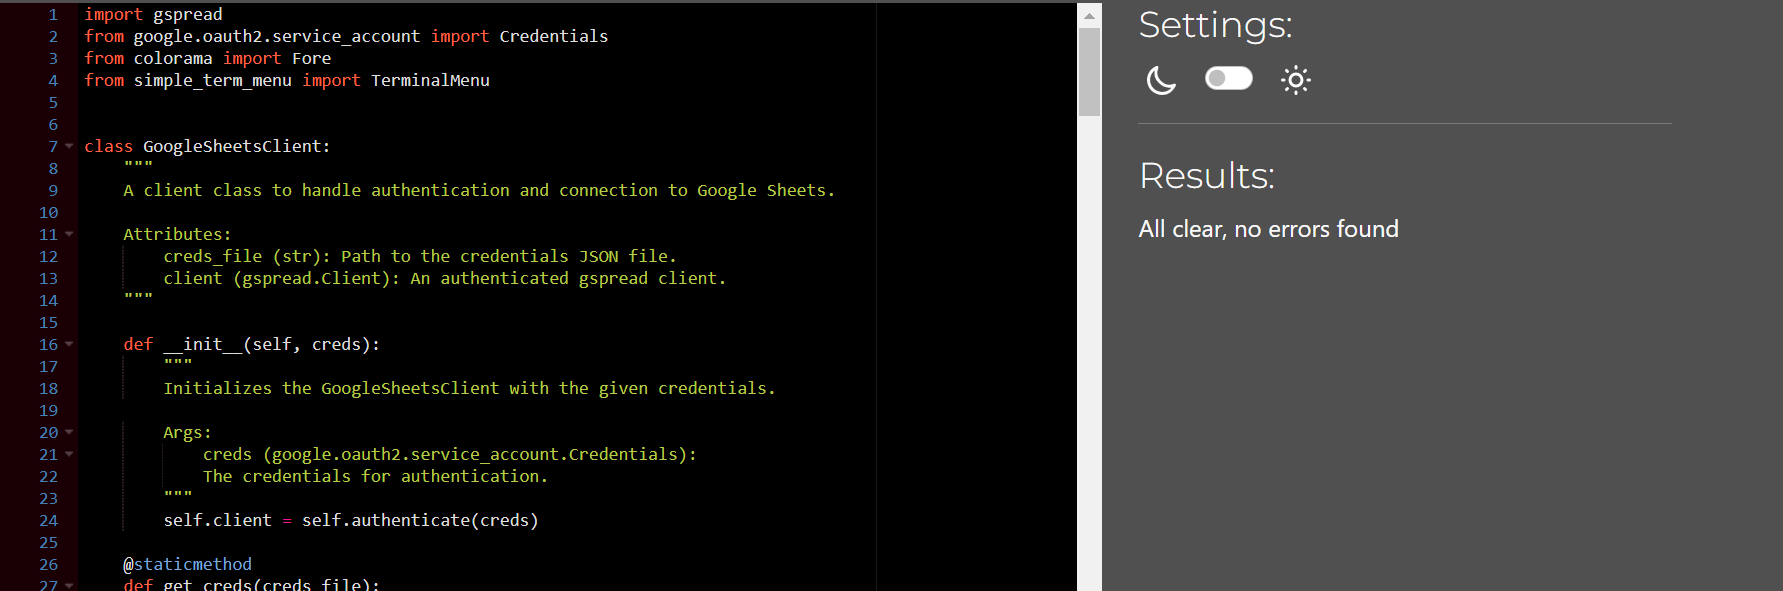 1 import gspread
2 from google.oauth2.service_account import Credentials
3 from colorama import Fore
4 from simple_term_menu import TerminalMenu
5
6
7 class GoogleSheetsClient:
8 """
9 A client class to handle authentication and connection to Google Sheets.
10
11 Attributes:
12 creds_file (str): Path to the credentials JSON file.
13 client (gspread.Client): An authenticated gspread client.
14 """
15
16 def __init__(self, creds):
17 """
18 Initializes the GoogleSheetsClient with the given credentials.
19
20 Args:
21 creds (google.oauth2.service_account.Credentials):
22 The credentials for authentication.
23 """
24 self.client = self.authenticate(creds)
25
26 @staticmethod
27 def get_creds(creds_file):
Settings:
Results:
All clear, no errors found